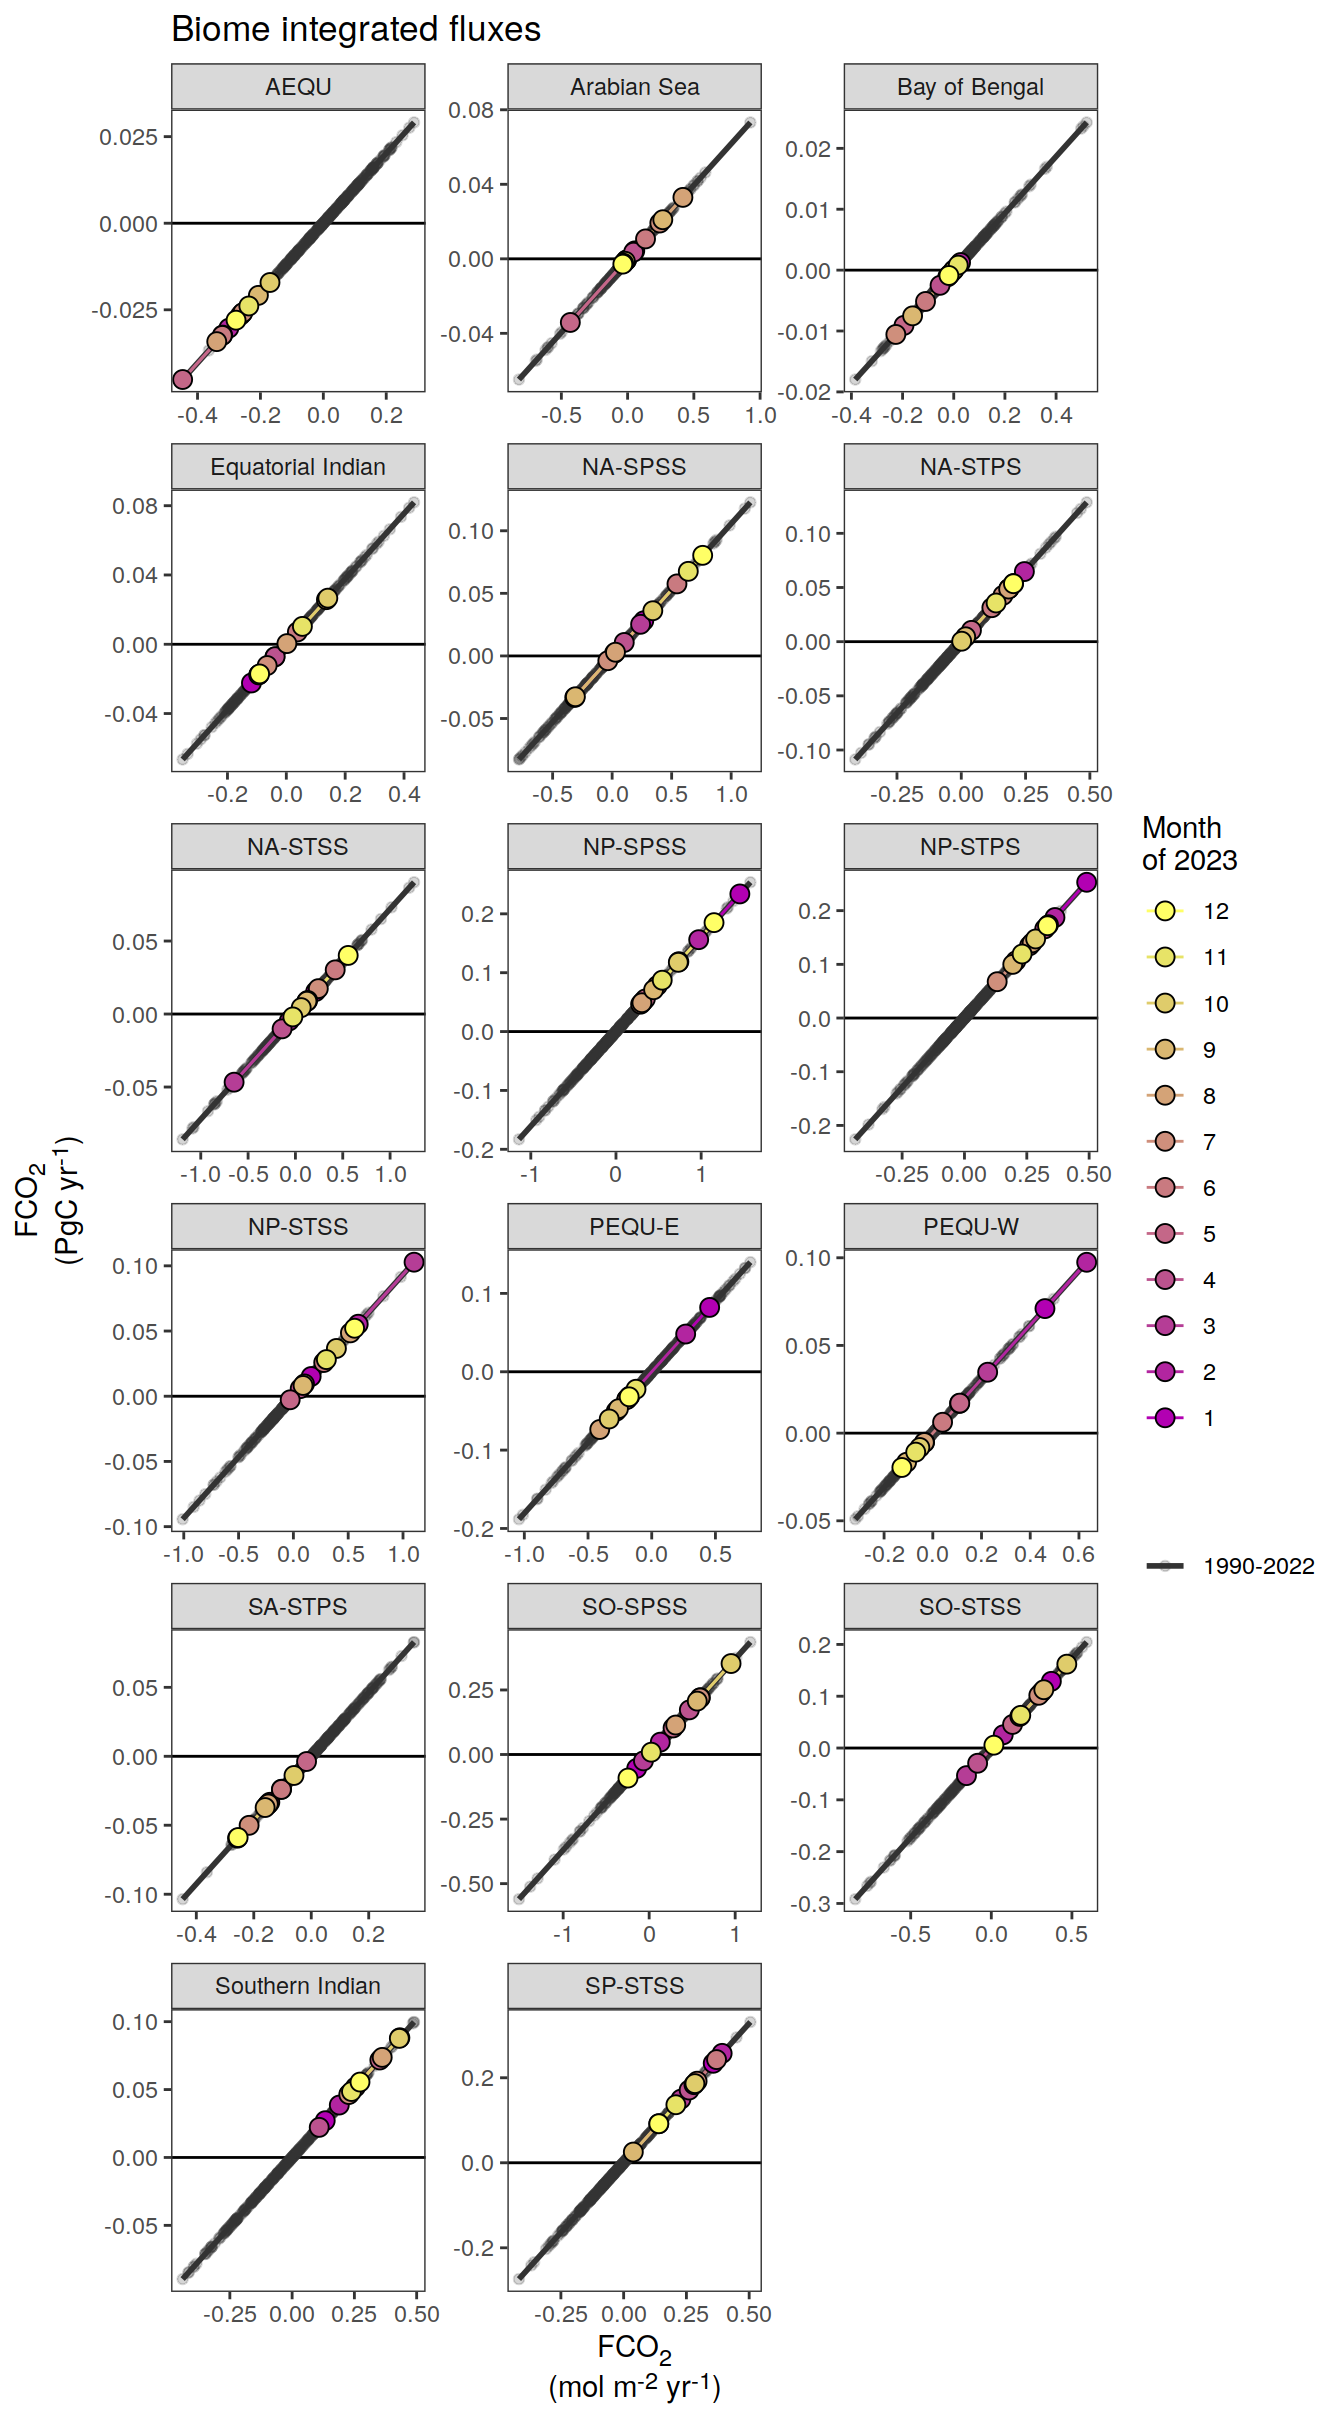 Biome integrated fluxes
AEQU
Arabian Sea
Bay of Bengal
0.025
0.000
-0.025
0.08
0.04
0.00
-0.04
0.02
0.01
0.00
-0.01
-0.02
-0.4 -0.2 0.0 0.2
-0.5 0.0 0.5 1.0
-0.4 -0.2 0.0 0.2 0.4
Equatorial Indian
NA-SPSS
NA-STPS
0.08
0.04
0.00
-0.04
0.10
0.05
0.00
-0.05
0.10
0.05
0.00
-0.05
-0.10
-0.2 0.0 0.2 0.4
-0.5 0.0 0.5 1.0
-0.25 0.00 0.25 0.50
NA-STSS
NP-SPSS
NP-STPS
0.05
0.00
-0.05
0.2
0.1
0.0
-0.1
-0.2
0.2
0.1
0.0
-0.1
-0.2
-1.0 -0.5 0.0 0.5 1.0
-1 0 1
-0.25 0.00 0.25 0.50
NP-STSS
PEQU-E
PEQU-W
0.10
0.05
0.00
-0.05
-0.10
0.1
0.0
-0.1
-0.2
0.10
0.05
0.00
-0.05
-1.0 -0.5 0.0 0.5 1.0
-1.0 -0.5 0.0 0.5
-0.2 0.0 0.2 0.4 0.6
SA-STPS
SO-SPSS
SO-STSS
0.05
0.00
-0.05
-0.10
0.25
0.00
-0.25
-0.50
0.2
0.1
0.0
-0.1
-0.2
-0.3
-0.4 -0.2 0.0 0.2
-1 0 1
-0.5 0.0 0.5
Southern Indian
SP-STSS
0.10
0.05
0.00
-0.05
0.2
0.0
-0.2
-0.25 0.00 0.25 0.50
-0.25 0.00 0.25 0.50
FCO₂
(mol m⁻² yr⁻¹)
FCO₂
(PgC yr⁻¹)
Month
of 2023
12
11
10
9
8
7
6
5
4
3
2
1
1990-2022